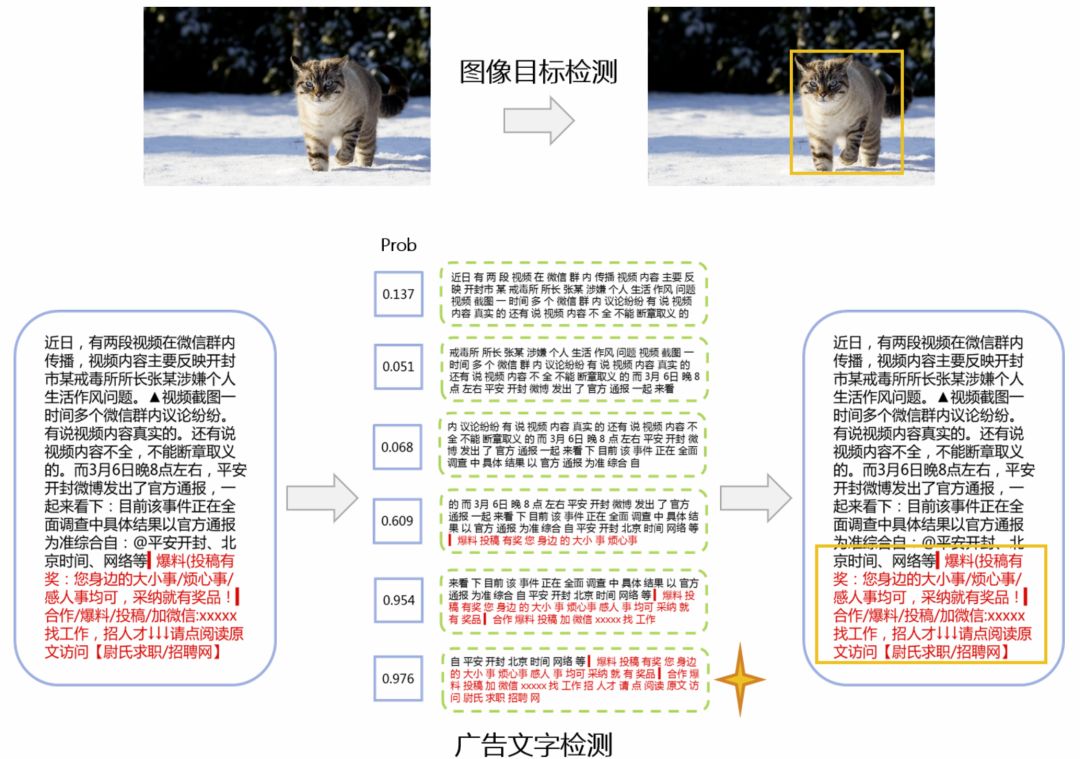 图像目标检测
Prob
0.137
近日 有 两 段 视频 在 微信 群 内 传播 视频 内容 主要 反
映 开封市 某 戒毒所 所长 张某 涉嫌 个人 生活 作风 问题
视频 截图 一 时间 多 个 微信 群 内 议论纷纷 有 说 视频
内容 真实 的 还有 说 视频 内容 不 全 不能 断章取义 的
0.051
戒毒所 所长 张某 涉嫌 个人 生活 作风 问题 视频 截图 一
时间 多 个 微信 群 内 议论纷纷 有 说 视频 内容 真实 的
还有 说 视频 内容 不 全 不能 断章取义 的 而 3月 6日 晚 8
点 左右 平安 开封 微博 发出 了 官方 通报 一起 来看
0.068
内 议论纷纷 有 说 视频 内容 真实 的 还有 说 视频 内容 不
全 不能 断章取义 的 而 3月 6日 晚 8 点 左右 平安 开封 微
博 发出 了 官方 通报 一起 来看 下 目前 该 事件 正在 全面
调查 中 具体 结果 以 官方 通报 为准 综合 自
0.609
的 而 3月 6日 晚 8 点 左右 平安 开封 微博 发出 了 官方
通报 一起 来看 下 目前 该 事件 正在 全面 调查 中 具体 结
果 以 官方 通报 为准 综合 自 平安 开封 北京 时间 网络 等
▎爆料 投稿 有奖 您 身边 的 大小 事 烦心事
0.954
来看 下 目前 该 事件 正在 全面 调查 中 具体 结果 以 官方
通报 为准 综合 自 平安 开封 北京 时间 网络 等 ▎爆料 投
稿 有奖 您 身边 的 大小 事 烦心事 感人 事 均可 采纳 就
有 奖品 ▎合作 爆料 投稿 加 微信 xxxxx 找 工作
0.976
自 平安 开封 北京 时间 网络 等 ▎爆料 投稿 有奖 您 身边
的 大小 事 烦心事 感人 事 均可 采纳 就 有 奖品 ▎合作 爆
料 投稿 加 微信 xxxxx 找 工作 招 人才 请 点 阅读 原文 访
问 尉氏 求职 招聘 网
近日，有两段视频在微信群内
传播，视频内容主要反映开封
市某戒毒所所长张某涉嫌个人
生活作风问题。▲视频截图一
时间多个微信群内议论纷纷。
有说视频内容真实的。还有说
视频内容不全，不能断章取义
的。而3月6日晚8点左右，平安
开封微博发出了官方通报，一
起来看下：目前该事件正在全
面调查中具体结果以官方通报
为准综合自：@平安开封、北
京时间、网络等▎爆料(投稿有
奖：您身边的大小事/烦心事/
感人事均可，采纳就有奖品！▎
合作/爆料/投稿/加微信:xxxxx
找工作，招人才↓↓↓请点阅读原
文访问【尉氏求职/招聘网】
近日，有两段视频在微信群内
传播，视频内容主要反映开封
市某戒毒所所长张某涉嫌个人
生活作风问题。▲视频截图一
时间多个微信群内议论纷纷。
有说视频内容真实的。还有说
视频内容不全，不能断章取义
的。而3月6日晚8点左右，平安
开封微博发出了官方通报，一
起来看下：目前该事件正在全
面调查中具体结果以官方通报
为准综合自：@平安开封、北
京时间、网络等▎爆料(投稿有
奖：您身边的大小事/烦心事/
感人事均可，采纳就有奖品！▎
合作/爆料/投稿/加微信:xxxxx
找工作，招人才↓↓↓请点阅读原
文访问【尉氏求职/招聘网】
广告文字检测